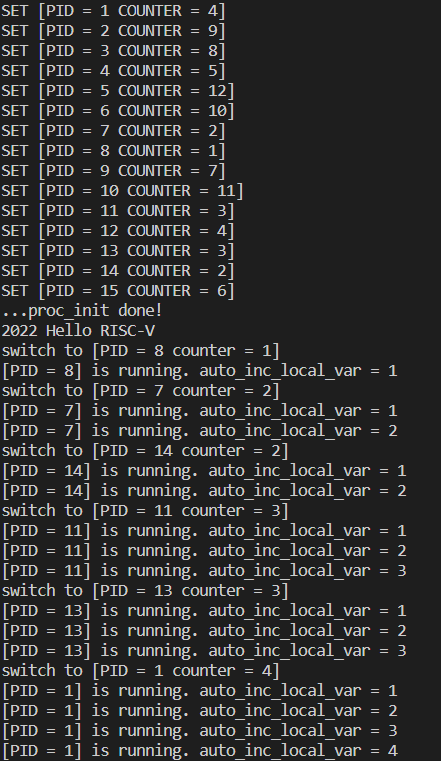 SET [PID = 1 COUNTER = 4]
SET [PID = 2 COUNTER = 9]
SET [PID = 3 COUNTER = 8]
SET [PID = 4 COUNTER = 5]
SET [PID = 5 COUNTER = 12]
SET [PID = 6 COUNTER = 10]
SET [PID = 7 COUNTER = 2]
SET [PID = 8 COUNTER = 1]
SET [PID = 9 COUNTER = 7]
SET [PID = 10 COUNTER = 11]
SET [PID = 11 COUNTER = 3]
SET [PID = 12 COUNTER = 4]
SET [PID = 13 COUNTER = 3]
SET [PID = 14 COUNTER = 2]
SET [PID = 15 COUNTER = 6]
...proc_init done!
2022 Hello RISC-V
switch to [PID = 8 counter = 1]
[PID = 8] is running. auto_inc_local_var = 1
switch to [PID = 7 counter = 2]
[PID = 7] is running. auto_inc_local_var = 1
[PID = 7] is running. auto_inc_local_var = 2
switch to [PID = 14 counter = 2]
[PID = 14] is running. auto_inc_local_var = 1
[PID = 14] is running. auto_inc_local_var = 2
switch to [PID = 11 counter = 3]
[PID = 11] is running. auto_inc_local_var = 1
[PID = 11] is running. auto_inc_local_var = 2
[PID = 11] is running. auto_inc_local_var = 3
switch to [PID = 13 counter = 3]
[PID = 13] is running. auto_inc_local_var = 1
[PID = 13] is running. auto_inc_local_var = 2
[PID = 13] is running. auto_inc_local_var = 3
switch to [PID = 1 counter = 4]
[PID = 1] is running. auto_inc_local_var = 1
[PID = 1] is running. auto_inc_local_var = 2
[PID = 1] is running. auto_inc_local_var = 3
[PID = 1] is running. auto_inc_local_var = 4